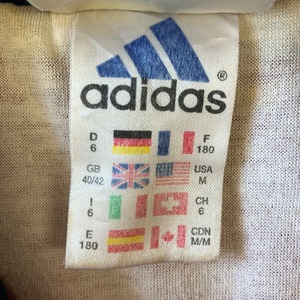 ®
adidas
D F
6 180
GB USA
40/42 M
I CH
6 6
E CDN
180 M/M